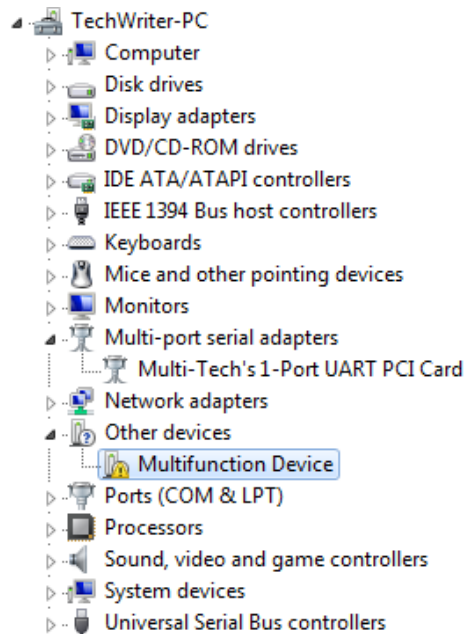 TechWriter-PC
Computer
Disk drives
Display adapters
DVD/CD-ROM drives
IDE ATA/ATAPI controllers
IEEE 1394 Bus host controllers
Keyboards
Mice and other pointing devices
Monitors
Multi-port serial adapters
Multi-Tech's 1-Port UART PCI Card
Network adapters
Other devices
Multifunction Device
Ports (COM & LPT)
Processors
Sound, video and game controllers
System devices
Universal Serial Bus controllers